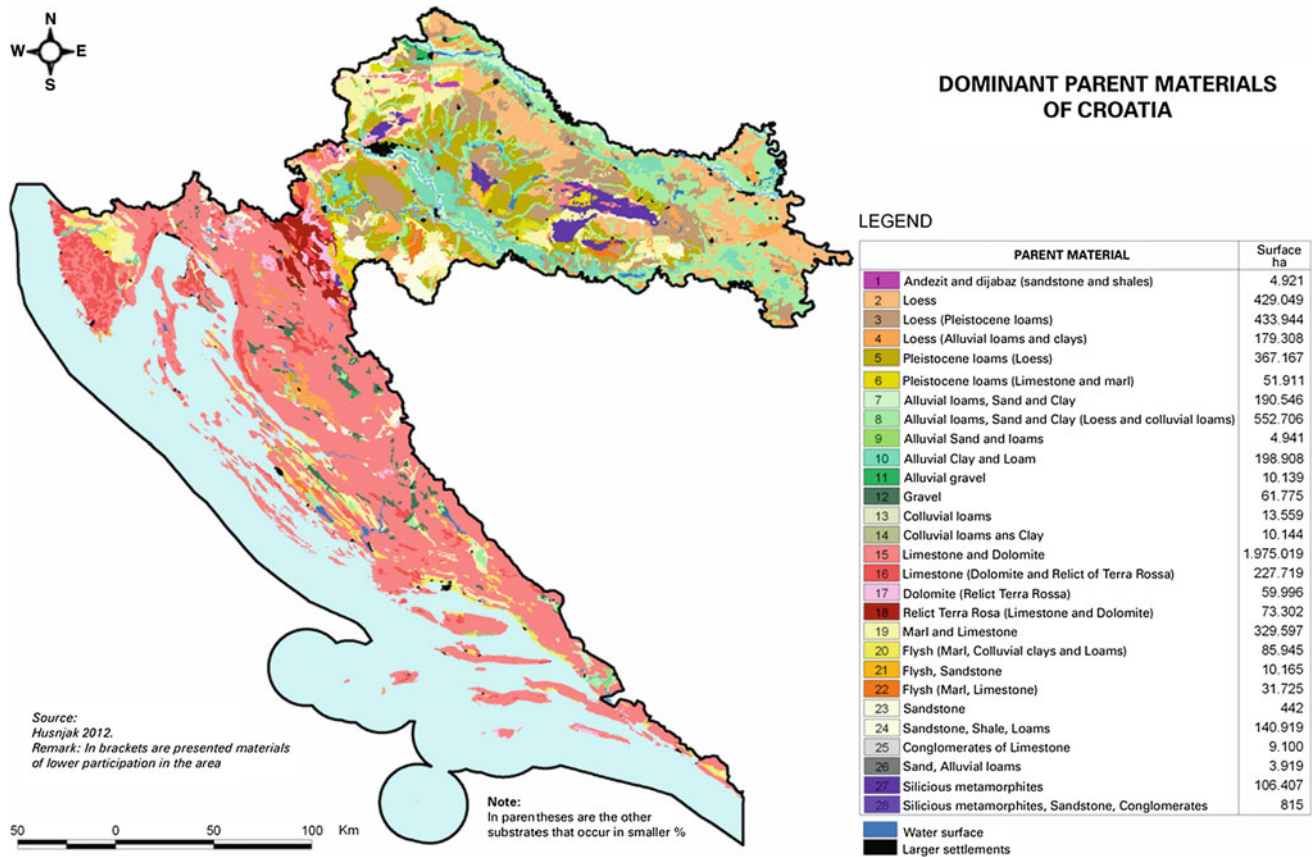 N
W E
S
DOMINANT PARENT MATERIALS
OF CROATIA
LEGEND
PARENT MATERIAL Surface
ha
1 Andezit and dijabaz (sandstone and shales) 4.921
2 Loess 429.049
3 Loess (Pleistocene loams) 433.944
4 Loess (Alluvial loams and clays) 179.308
5 Pleistocene loams (Loess) 367.167
6 Pleistocene loams (Limestone and marl) 51.911
7 Alluvial loams, Sand and Clay 190.546
8 Alluvial loams, Sand and Clay (Loess and colluvial loams) 552.706
9 Alluvial Sand and loams 4.941
10 Alluvial Clay and Loam 198.908
11 Alluvial gravel 10.139
12 Gravel 61.775
13 Colluvial loams 13.559
14 Colluvial loams ans Clay 10.144
15 Limestone and Dolomite 1.975.019
16 Limestone (Dolomite and Relict of Terra Rossa) 227.719
17 Dolomite (Relict Terra Rossa) 59.996
18 Relict Terra Rosa (Limestone and Dolomite) 73.302
19 Marl and Limestone 329.597
20 Flysh (Marl, Colluvial clays and Loams) 85.945
21 Flysh, Sandstone 10.165
22 Flysh (Marl, Limestone) 31.725
23 Sandstone 442
24 Sandstone, Shale, Loams 140.919
25 Conglomerates of Limestone 9.100
26 Sand, Alluvial loams 3.919
27 Silicious metamorphites 106.407
28 Silicious metamorphites, Sandstone, Conglomerates 815
Water surface
Larger settlements
Source:
Husnjak 2012.
Remark: In brackets are presented materials
of lower participation in the area
Note:
In parentheses are the other
substrates that occur in smaller %
50 0 50 100 Km